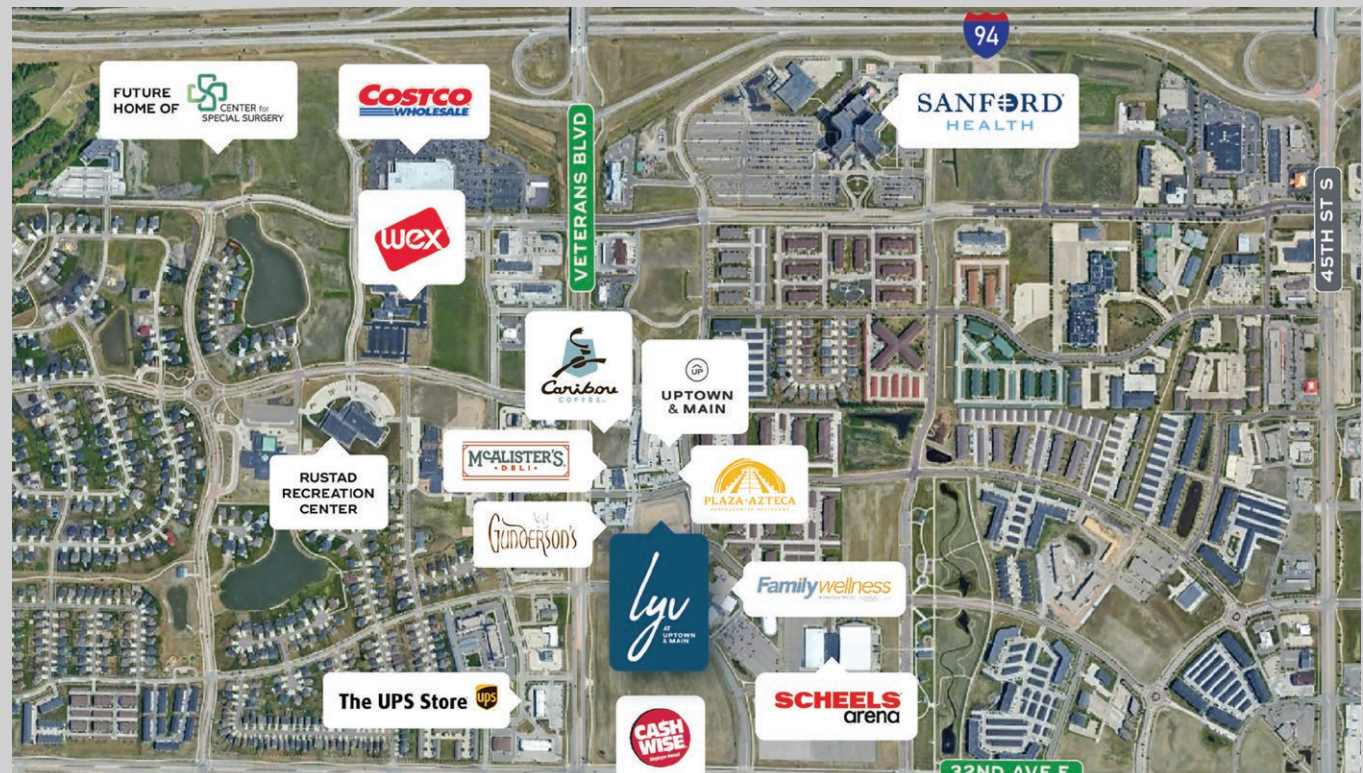 94
FUTURE
HOME OF
CENTER for
SPECIAL SURGERY
COSTCO
WHOLESALE
SANFORD
HEALTH
VETERANS BLVD
45TH ST S
wex
Caribou
COFFEE
UP
UPTOWN
& MAIN
McALISTER'S
DELI
PLAZA AZTECA
RUSTAD
RECREATION
CENTER
GUNDERSON'S
lyv
AT
UPTOWN
& MAIN
Familywellness
The UPS Store
ups
SCHEELS
arena
CASH
WISE
32ND AVE E